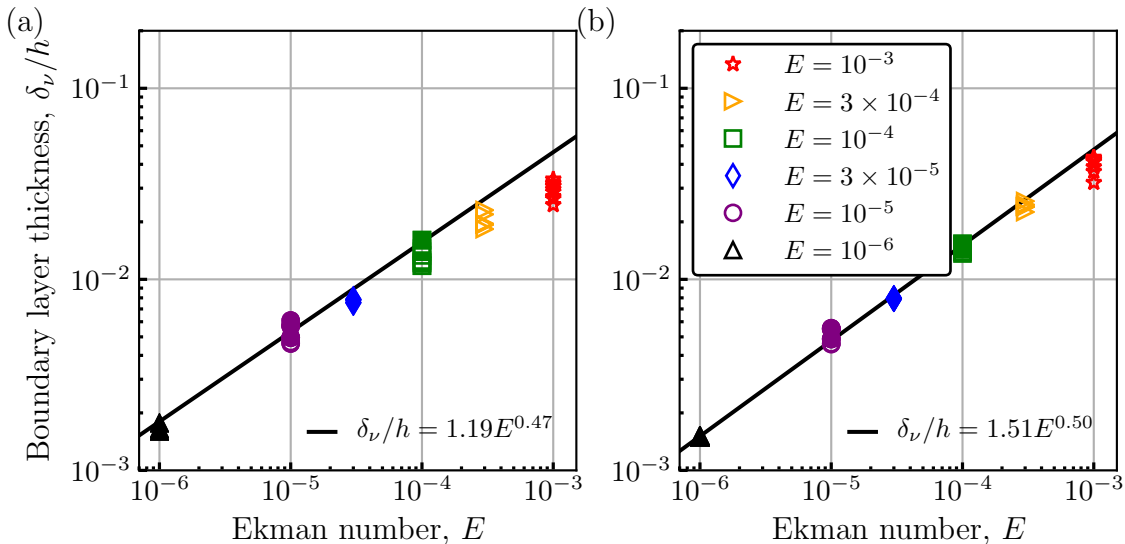 (a)
Boundary layer thickness, δ_ν/h
10⁻¹
10⁻²
10⁻³
10⁻⁶ 10⁻⁵ 10⁻⁴ 10⁻³
Ekman number, E
δ_ν/h = 1.19E^0.47
(b)
E = 10⁻³
E = 3 × 10⁻⁴
E = 10⁻⁴
E = 3 × 10⁻⁵
E = 10⁻⁵
E = 10⁻⁶
δ_ν/h = 1.51E^0.50
10⁻¹
10⁻²
10⁻³
10⁻⁶ 10⁻⁵ 10⁻⁴ 10⁻³
Ekman number, E